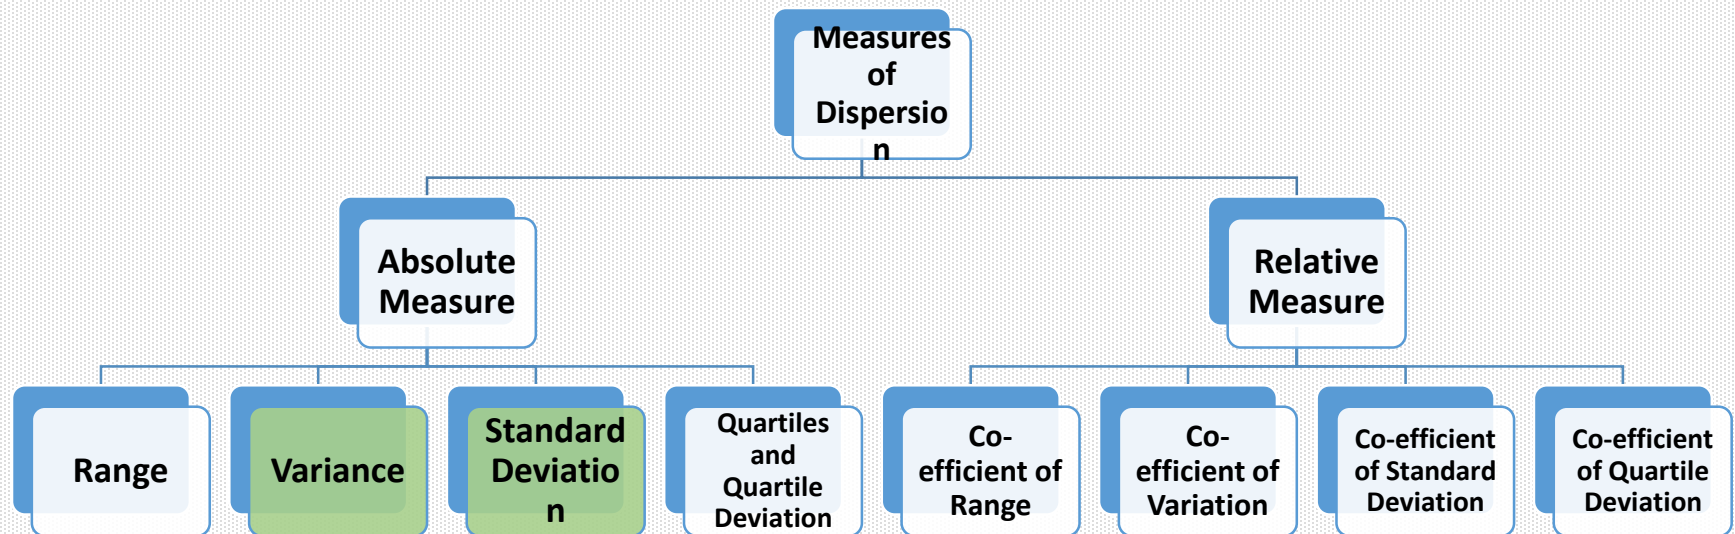 Measures
of
Dispersio
n
Absolute
Measure
Relative
Measure
Range
Variance
Standard
Deviatio
n
Quartiles
and
Quartile
Deviation
Co-
efficient of
Range
Co-
efficient of
Variation
Co-efficient
of Standard
Deviation
Co-efficient
of Quartile
Deviation